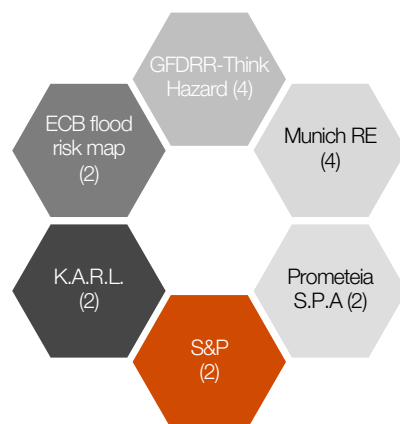 GFDRR-Think
Hazard (4)
ECB flood
risk map
(2)
Munich RE
(4)
K.A.R.L.
(2)
Prometeia
S.P.A (2)
S&P
(2)